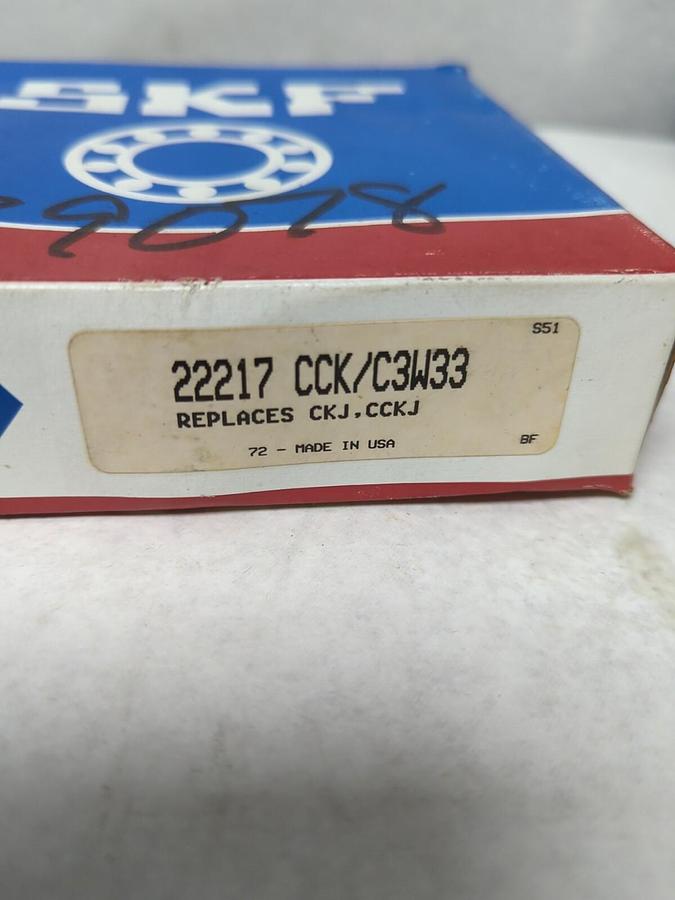 SKF
9078
S51
22217 CCK/C3W33
REPLACES CKJ,CCKJ
72 - MADE IN USA
BF